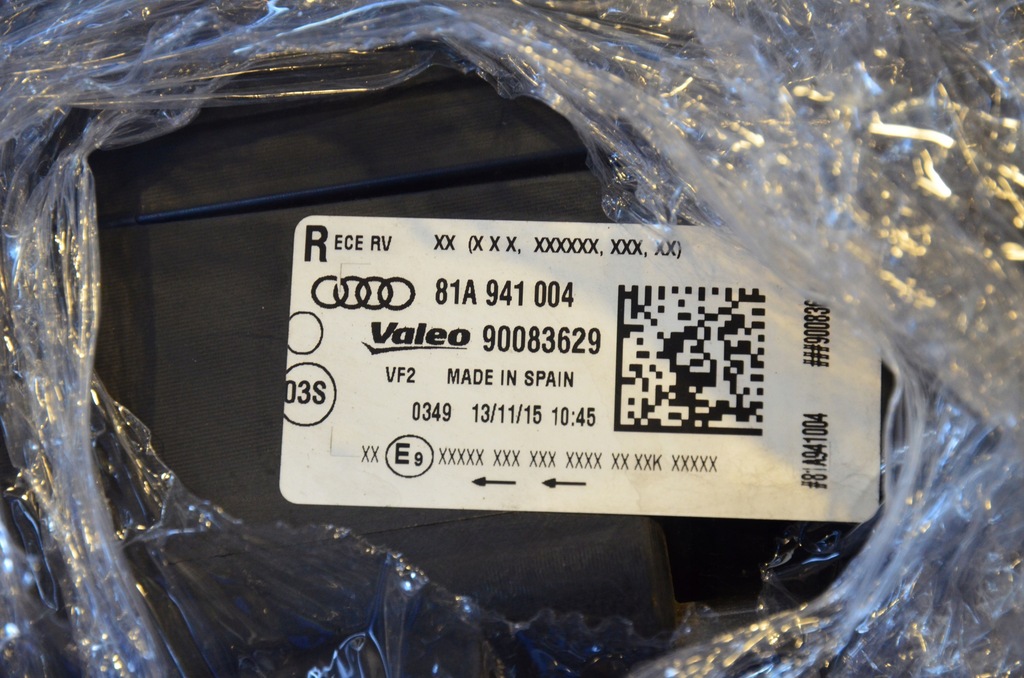 R ECE RV XX (X X X, XXXXXX, XXX, XX)
81A 941 004
Valeo 90083629
VF2 MADE IN SPAIN
03S
0349 13/11/15 10:45
XX E9 XXXXX XXX XXX XXXX XX XXK XXXXX
##900836
#81A941004